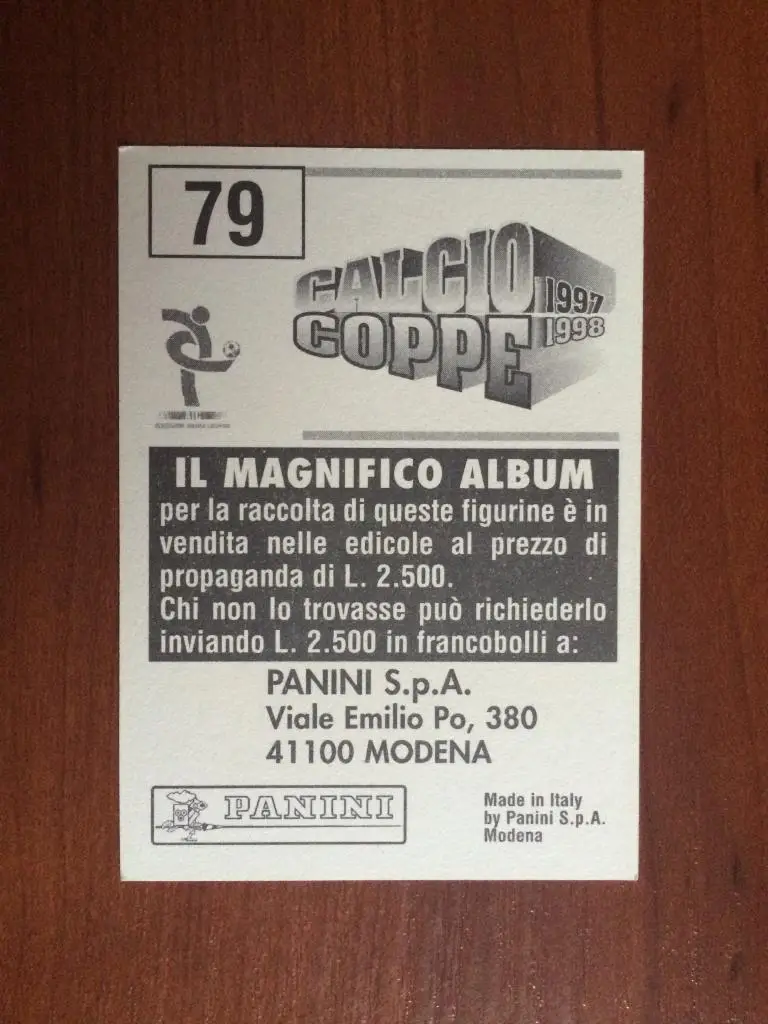 79
CALCIO
1997
COPPE
1998
IL MAGNIFICO ALBUM
per la raccolta di queste figurine è in
vendita nelle edicole al prezzo di
propaganda di L. 2.500.
Chi non lo trovasse può richiederlo
inviando L. 2.500 in francobolli a:
PANINI S.p.A.
Viale Emilio Po, 380
41100 MODENA
PANINI
Made in Italy
by Panini S.p.A.
Modena